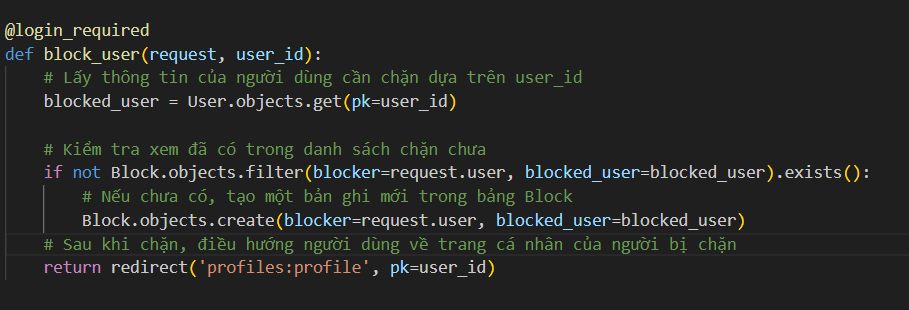 @login_required
def block_user(request, user_id):
    # Lấy thông tin của người dùng cần chặn dựa trên user_id
    blocked_user = User.objects.get(pk=user_id)

    # Kiểm tra xem đã có trong danh sách chặn chưa
    if not Block.objects.filter(blocker=request.user, blocked_user=blocked_user).exists():
        # Nếu chưa có, tạo một bản ghi mới trong bảng Block
        Block.objects.create(blocker=request.user, blocked_user=blocked_user)
    # Sau khi chặn, điều hướng người dùng về trang cá nhân của người bị chặn
    return redirect('profiles:profile', pk=user_id)